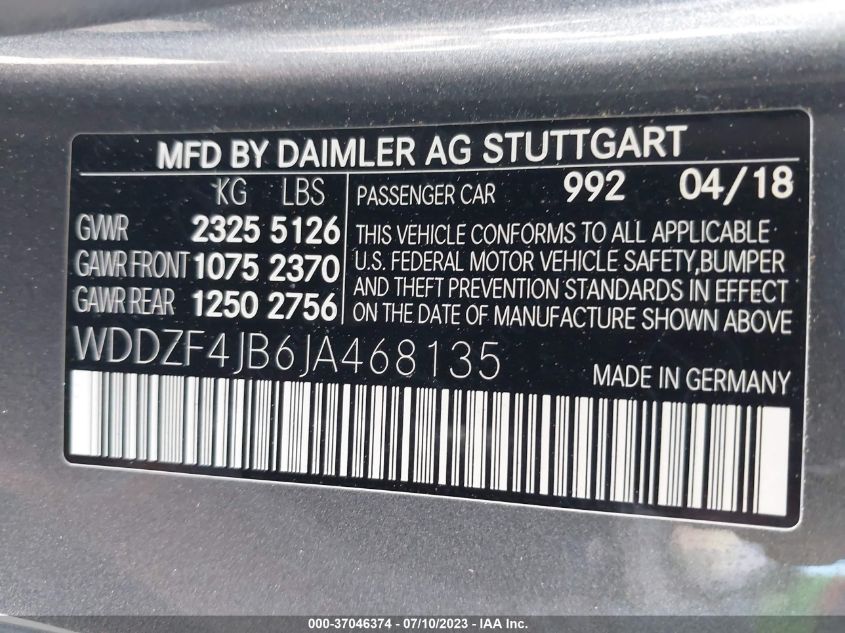 MFD BY DAIMLER AG STUTTGART
KG LBS
GVWR 2325 5126
GAWR FRONT 1075 2370
GAWR REAR 1250 2756
PASSENGER CAR 992 04/18
THIS VEHICLE CONFORMS TO ALL APPLICABLE
U.S. FEDERAL MOTOR VEHICLE SAFETY,BUMPER
AND THEFT PREVENTION STANDARDS IN EFFECT
ON THE DATE OF MANUFACTURE SHOWN ABOVE
WDDZF4JB6JA468135
MADE IN GERMANY
000-37046374 - 07/10/2023 - IAA Inc.